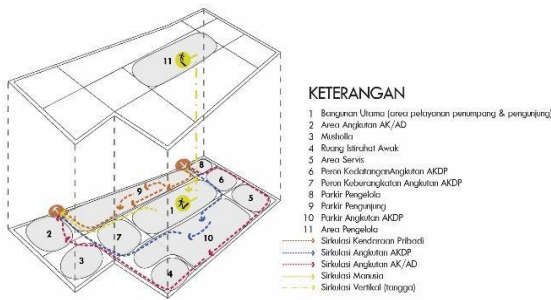 11
8
9
6
5
1
2
7
10
3
4
KETERANGAN
1 Bangunan Utama (area pelayanan penumpang & pengunjung)
2 Area Angkutan AK/AD
3 Musholla
4 Ruang Istirahat Awak
5 Area Servis
6 Peron KedatanganAngkutan AKDP
7 Peron Keberangkatan Angkutan AKDP
8 Parkir Pengelola
9 Parkir Pengunjung
10 Parkir Angkutan AKDP
11 Area Pengelola
Sirkulasi Kendaraan Pribadi
Sirkulasi Angkutan AKDP
Sirkulasi Angkutan AK/AD
Sirkulasi Manusia
Sirkulasi Vertikal (tangga)